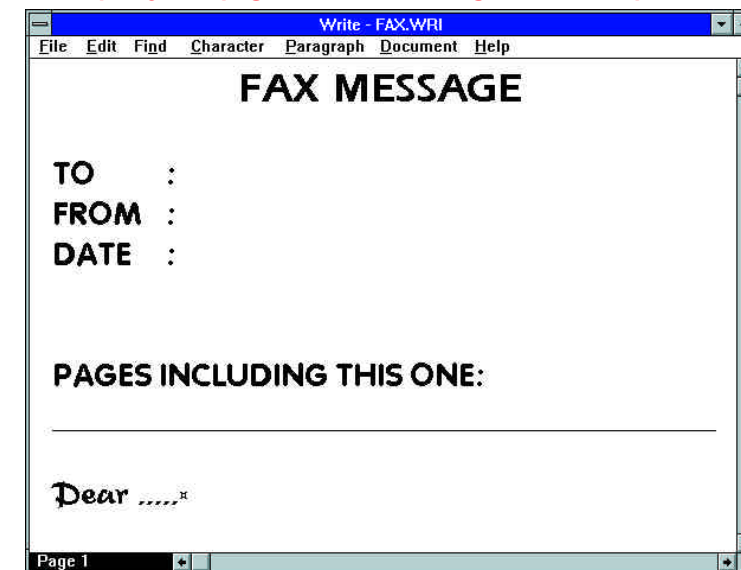 Write - FAX.WRI
File Edit Find Character Paragraph Document Help
FAX MESSAGE
TO :
FROM :
DATE :
PAGES INCLUDING THIS ONE:
Dear .....¤
Page 1